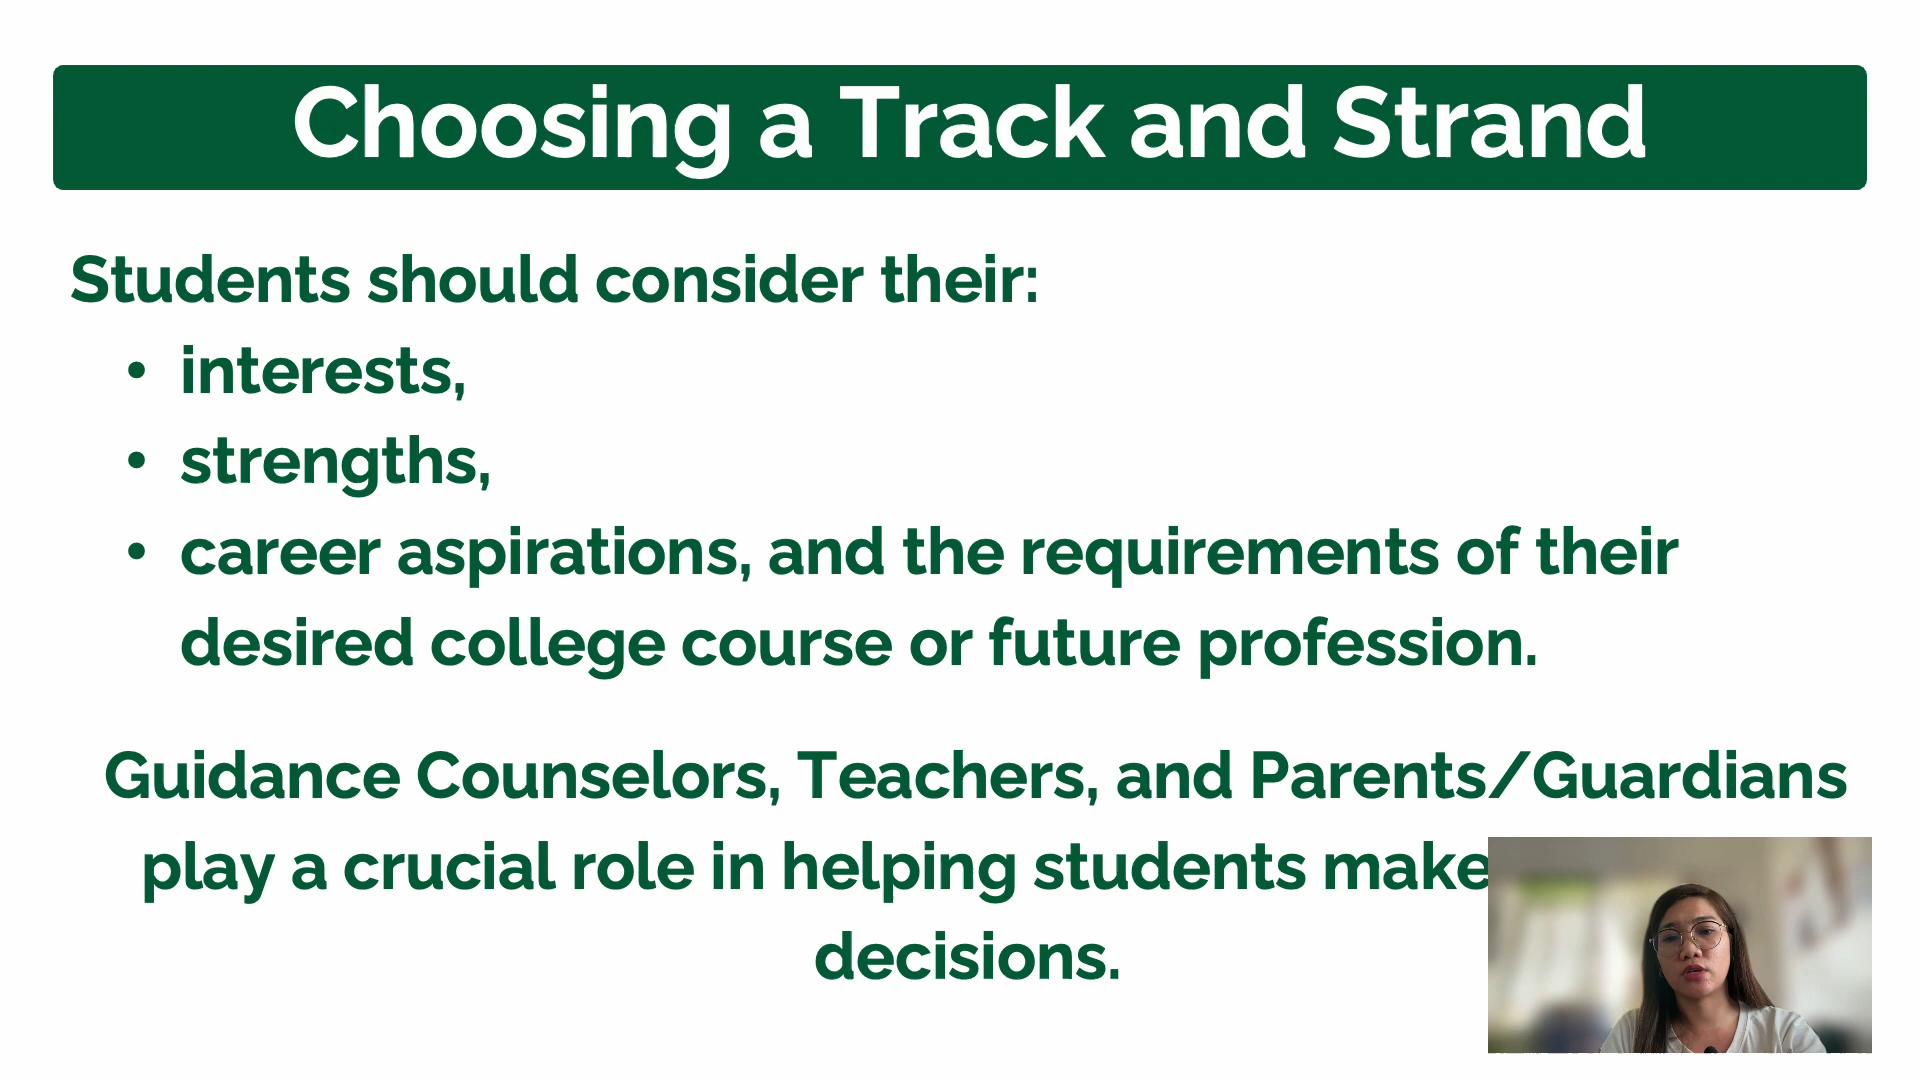 Choosing a Track and Strand
Students should consider their:
• interests,
• strengths,
• career aspirations, and the requirements of their
desired college course or future profession.
Guidance Counselors, Teachers, and Parents/Guardians
play a crucial role in helping students make
decisions.